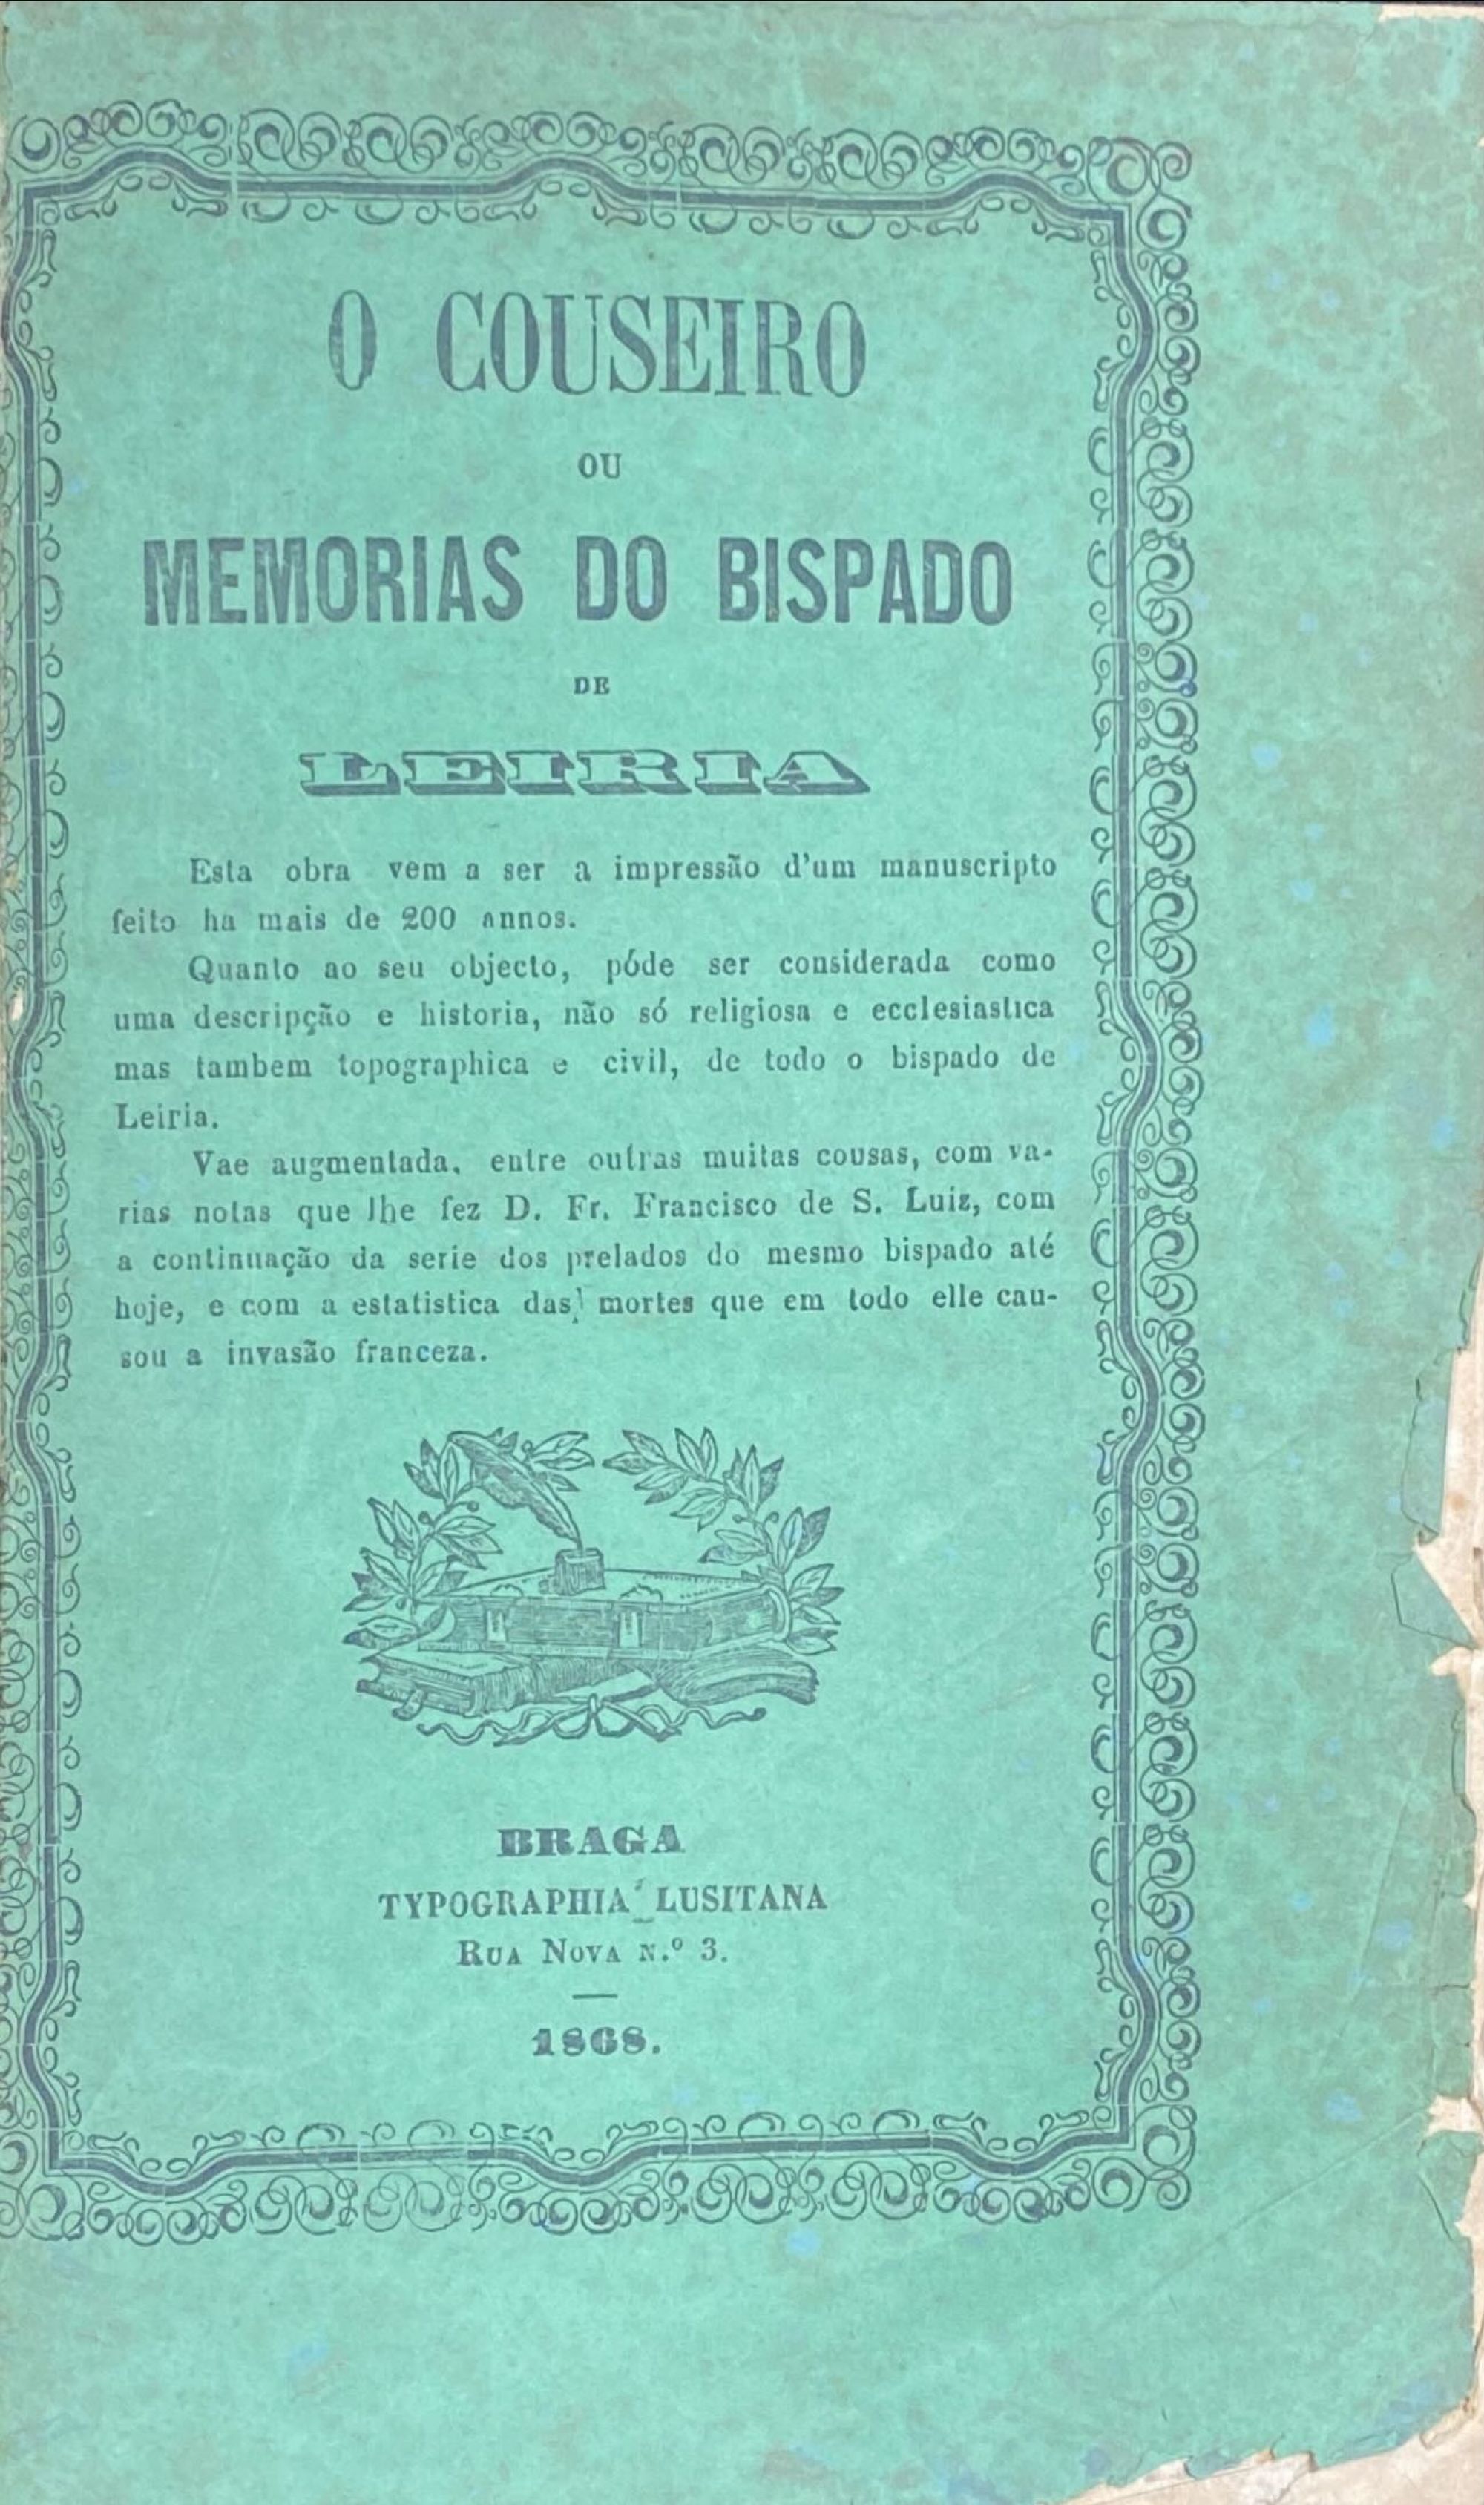 O COUSEIRO
OU
MEMORIAS DO BISPADO
DE
LEIRIA
Esta obra vem a ser a impressão d'um manuscripto
feito ha mais de 200 annos.
Quanto ao seu objecto, póde ser considerada como
uma descripção e historia, não só religiosa e ecclesiastica
mas tambem topographica e civil, de todo o bispado de
Leiria.
Vae augmentada, entre outras muitas cousas, com va-
rias notas que lhe fez D. Fr. Francisco de S. Luiz, com
a continuação da serie dos prelados do mesmo bispado até
hoje, e com a estatistica das mortes que em todo elle cau-
sou a invasão franceza.
BRAGA
TYPOGRAPHIA LUSITANA
RUA NOVA N.º 3.
1868.